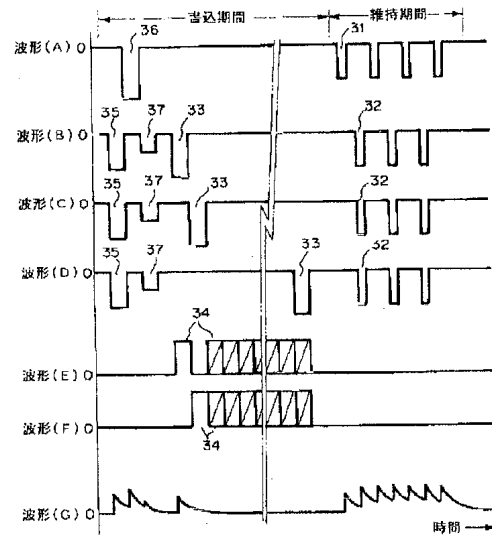 書込期間 維持期間
波形(A) 0 36 31
波形(B) 0 35 37 33 32
波形(C) 0 35 37 33 32
波形(D) 0 35 37 33 32
波形(E) 0 34
波形(F) 0 34
波形(G) 0
時間